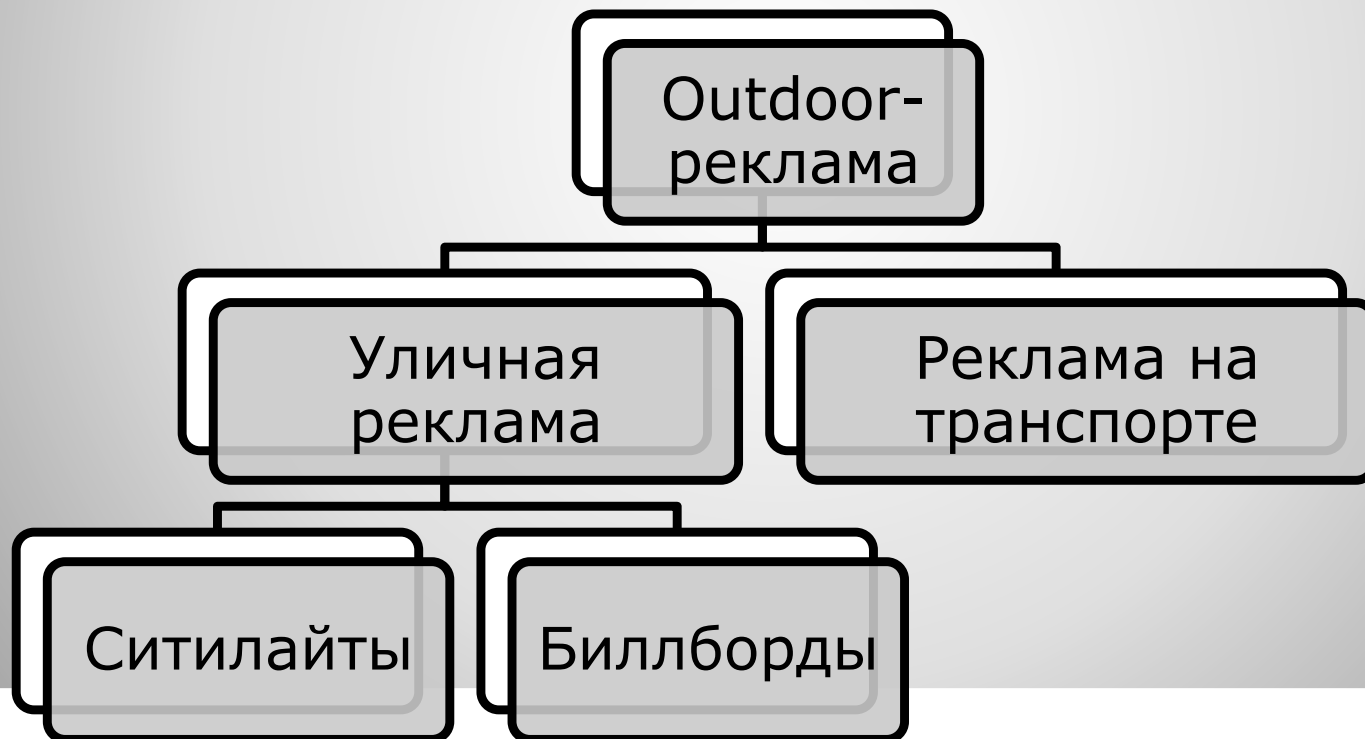 Outdoor-
реклама
Уличная
реклама
Реклама на
транспорте
Ситилайты
Биллборды